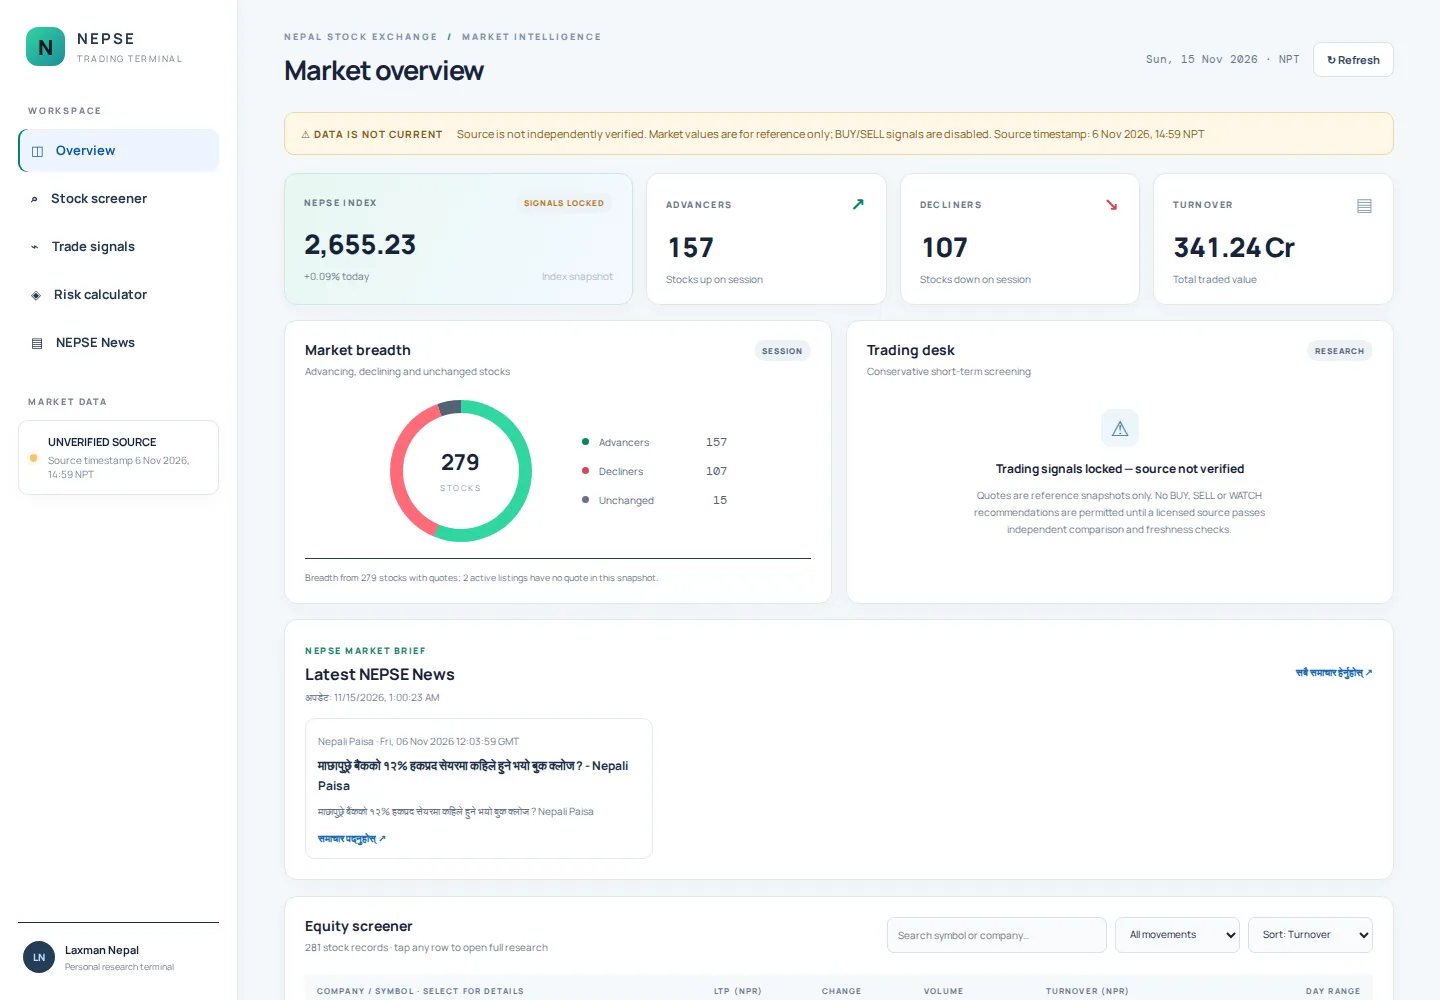 N
NEPSE
TRADING TERMINAL
WORKSPACE
Overview
Stock screener
Trade signals
Risk calculator
NEPSE News
MARKET DATA
UNVERIFIED SOURCE
Source timestamp 6 Nov 2026,
14:59 NPT
LN
Laxman Nepal
Personal research terminal
NEPAL STOCK EXCHANGE / MARKET INTELLIGENCE
Market overview
Sun, 15 Nov 2026 · NPT
↻ Refresh
⚠ DATA IS NOT CURRENT Source is not independently verified. Market values are for reference only; BUY/SELL signals are disabled. Source timestamp: 6 Nov 2026, 14:59 NPT
NEPSE INDEX
SIGNALS LOCKED
2,655.23
+0.09% today
Index snapshot
ADVANCERS
157
Stocks up on session
DECLINERS
107
Stocks down on session
TURNOVER
341.24 Cr
Total traded value
Market breadth
SESSION
Advancing, declining and unchanged stocks
279
STOCKS
Advancers 157
Decliners 107
Unchanged 15
Breadth from 279 stocks with quotes; 2 active listings have no quote in this snapshot.
Trading desk
RESEARCH
Conservative short-term screening
Trading signals locked — source not verified
Quotes are reference snapshots only. No BUY, SELL or WATCH
recommendations are permitted until a licensed source passes
independent comparison and freshness checks.
NEPSE MARKET BRIEF
Latest NEPSE News
सबै समाचार हेर्नुहोस् ↗
अपडेट: 11/15/2026, 1:00:23 AM
Nepali Paisa · Fri, 06 Nov 2026 12:03:59 GMT
माछापुछ्रे बैंकको १२% हकप्रद सेयरमा कहिले हुने भयो बुक क्लोज ? - Nepali
Paisa
माछापुछ्रे बैंकको १२% हकप्रद सेयरमा कहिले हुने भयो बुक क्लोज ? Nepali Paisa
समाचार पढ्नुहोस् ↗
Equity screener
281 stock records · tap any row to open full research
Search symbol or company...
All movements
Sort: Turnover
COMPANY / SYMBOL · SELECT FOR DETAILS LTP (NPR) CHANGE VOLUME TURNOVER (NPR) DAY RANGE